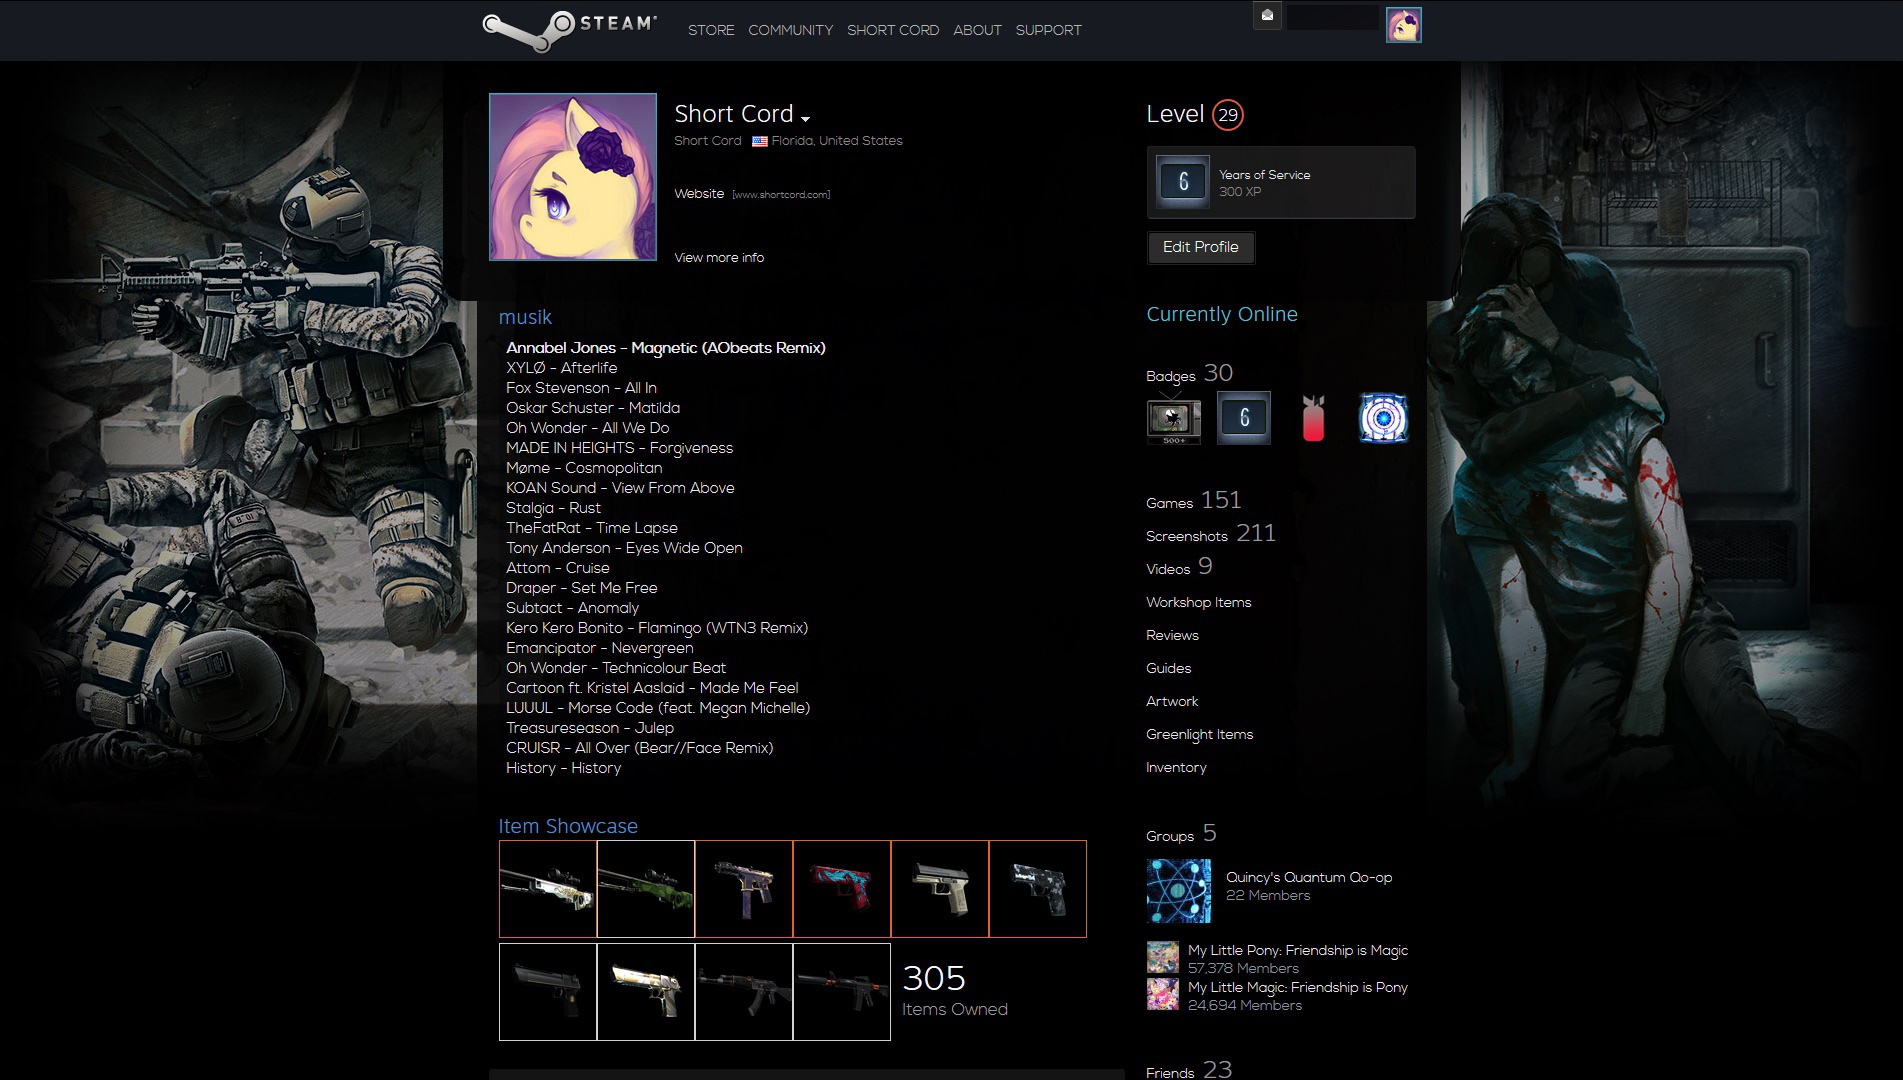 STEAM
STORE COMMUNITY SHORT CORD ABOUT SUPPORT
Short Cord
Short Cord Florida, United States
Website [www.shortcord.com]
View more info
musik
Annabel Jones - Magnetic (AObeats Remix)
XYLØ - Afterlife
Fox Stevenson - All In
Oskar Schuster - Matilda
Oh Wonder - All We Do
MADE IN HEIGHTS - Forgiveness
Møme - Cosmopolitan
KOAN Sound - View From Above
Stalgia - Rust
TheFatRat - Time Lapse
Tony Anderson - Eyes Wide Open
Attom - Cruise
Draper - Set Me Free
Subtact - Anomaly
Kero Kero Bonito - Flamingo (WTN3 Remix)
Emancipator - Nevergreen
Oh Wonder - Technicolour Beat
Cartoon ft. Kristel Aaslaid - Made Me Feel
LUUUL - Morse Code (feat. Megan Michelle)
Treasureseason - Julep
CRUISR - All Over (Bear//Face Remix)
History - History
Item Showcase
305
Items Owned
Level 29
6
Years of Service
300 XP
Edit Profile
Currently Online
Badges 30
500+
6
Games 151
Screenshots 211
Videos 9
Workshop Items
Reviews
Guides
Artwork
Greenlight Items
Inventory
Groups 5
Quincy's Quantum Qo-op
22 Members
My Little Pony: Friendship is Magic
57,378 Members
My Little Magic: Friendship is Pony
24,694 Members
Friends 23